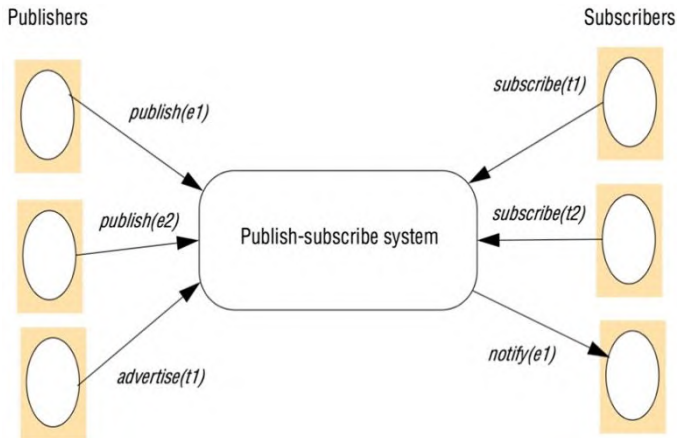 Publishers
Subscribers
publish(e1)
subscribe(t1)
publish(e2)
subscribe(t2)
Publish-subscribe system
advertise(t1)
notify(e1)